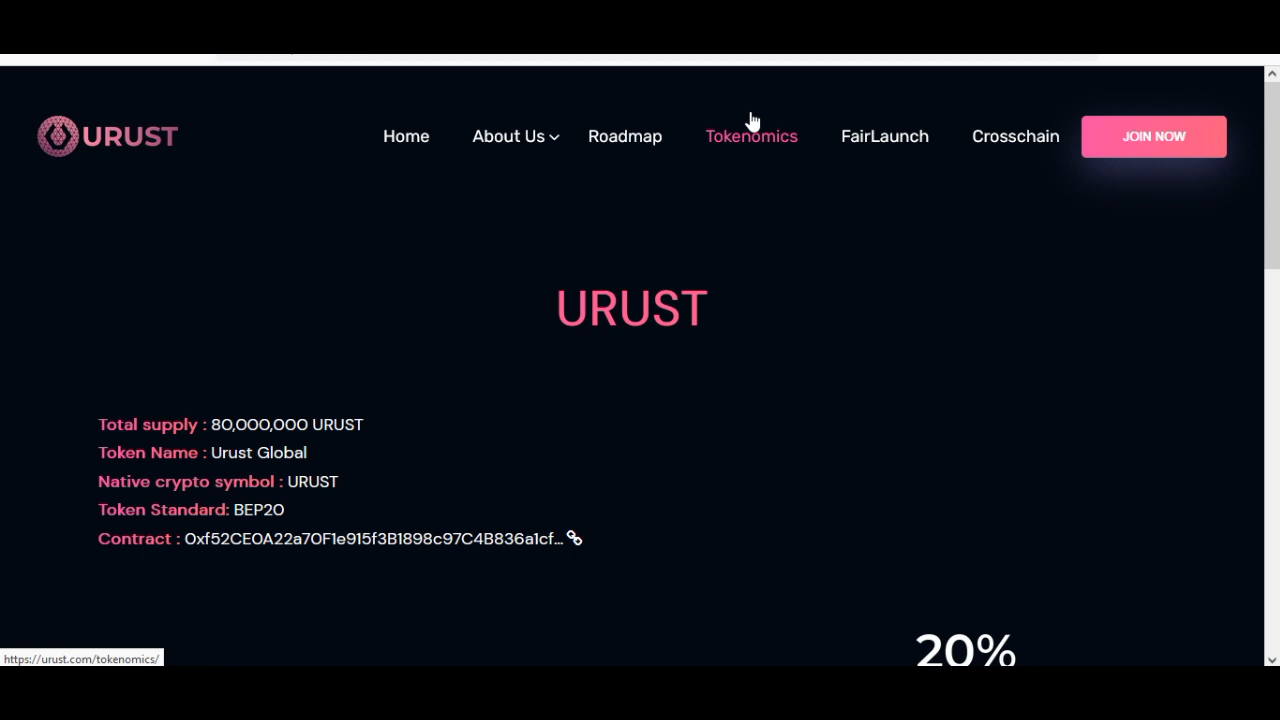 URUST
Home About Us Roadmap Tokenomics FairLaunch Crosschain JOIN NOW
URUST
Total supply : 80,000,000 URUST
Token Name : Urust Global
Native crypto symbol : URUST
Token Standard: BEP20
Contract : 0xf52CE0A22a70F1e915f3B1898c97C4B836a1cf...
20%
https://urust.com/tokenomics/